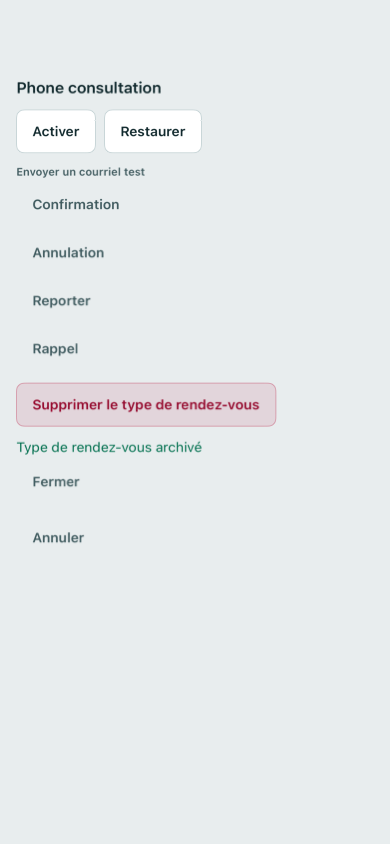 Phone consultation
Activer
Restaurer
Envoyer un courriel test
Confirmation
Annulation
Reporter
Rappel
Supprimer le type de rendez-vous
Type de rendez-vous archivé
Fermer
Annuler